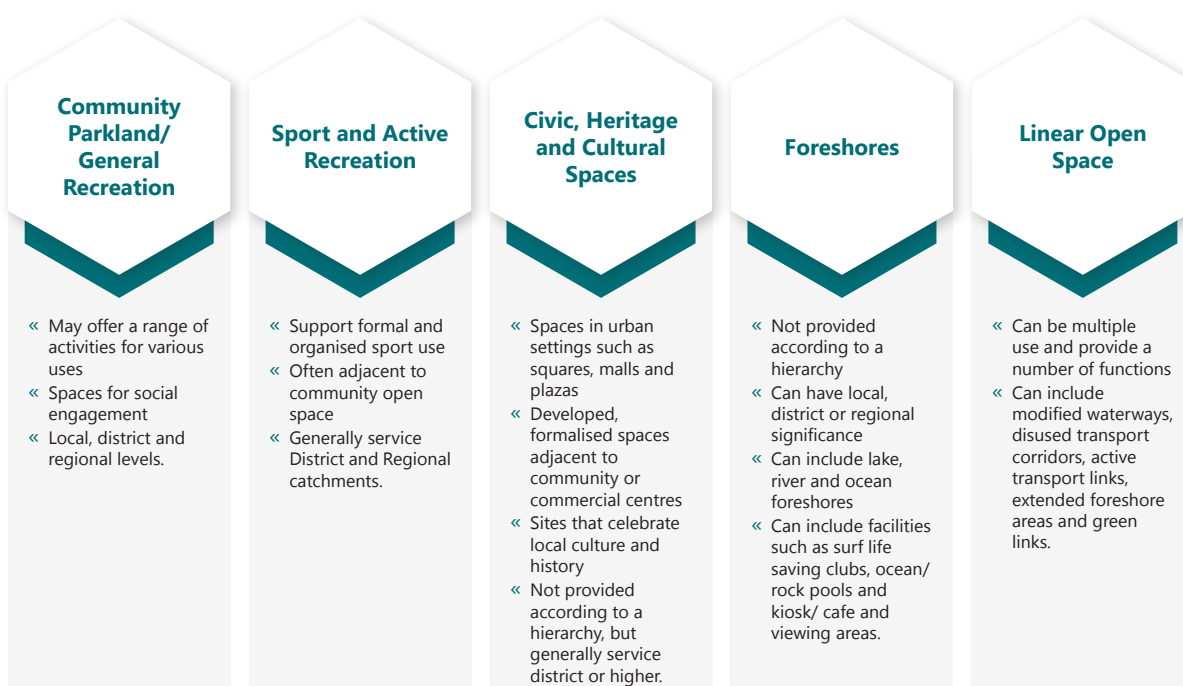 Community
Parkland/
General
Recreation
« May offer a range of
activities for various
uses
« Spaces for social
engagement
« Local, district and
regional levels.
Sport and Active
Recreation
« Support formal and
organised sport use
« Often adjacent to
community open
space
« Generally service
District and Regional
catchments.
Civic, Heritage
and Cultural
Spaces
« Spaces in urban
settings such as
squares, malls and
plazas
« Developed,
formalised spaces
adjacent to
community or
commercial centres
« Sites that celebrate
local culture and
history
« Not provided
according to a
hierarchy, but
generally service
district or higher.
Foreshores
« Not provided
according to a
hierarchy
« Can have local,
district or regional
significance
« Can include lake,
river and ocean
foreshores
« Can include facilities
such as surf life
saving clubs, ocean/
rock pools and
kiosk/ cafe and
viewing areas.
Linear Open
Space
« Can be multiple
use and provide a
number of functions
« Can include
modified waterways,
disused transport
corridors, active
transport links,
extended foreshore
areas and green
links.